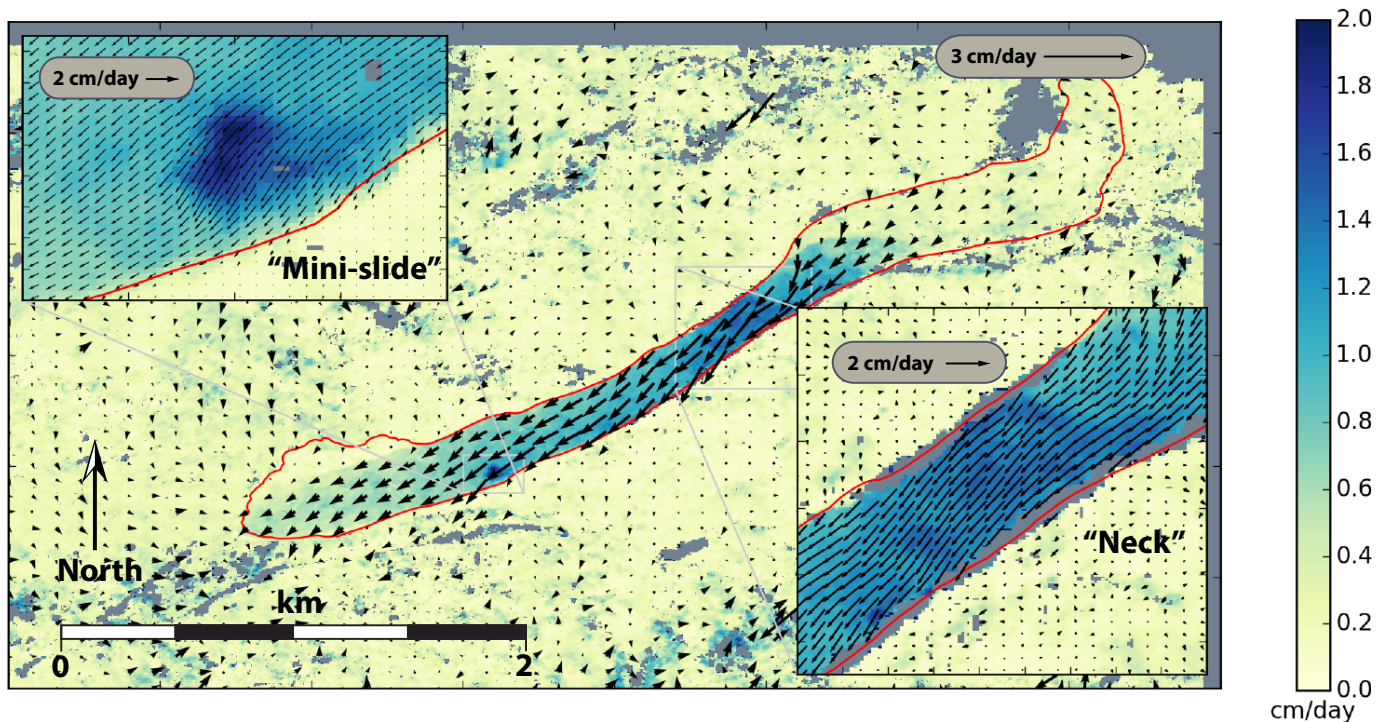 2 cm/day
3 cm/day
“Mini-slide”
2 cm/day
“Neck”
North
km
0
2
2.0
1.8
1.6
1.4
1.2
1.0
0.8
0.6
0.4
0.2
0.0
cm/day